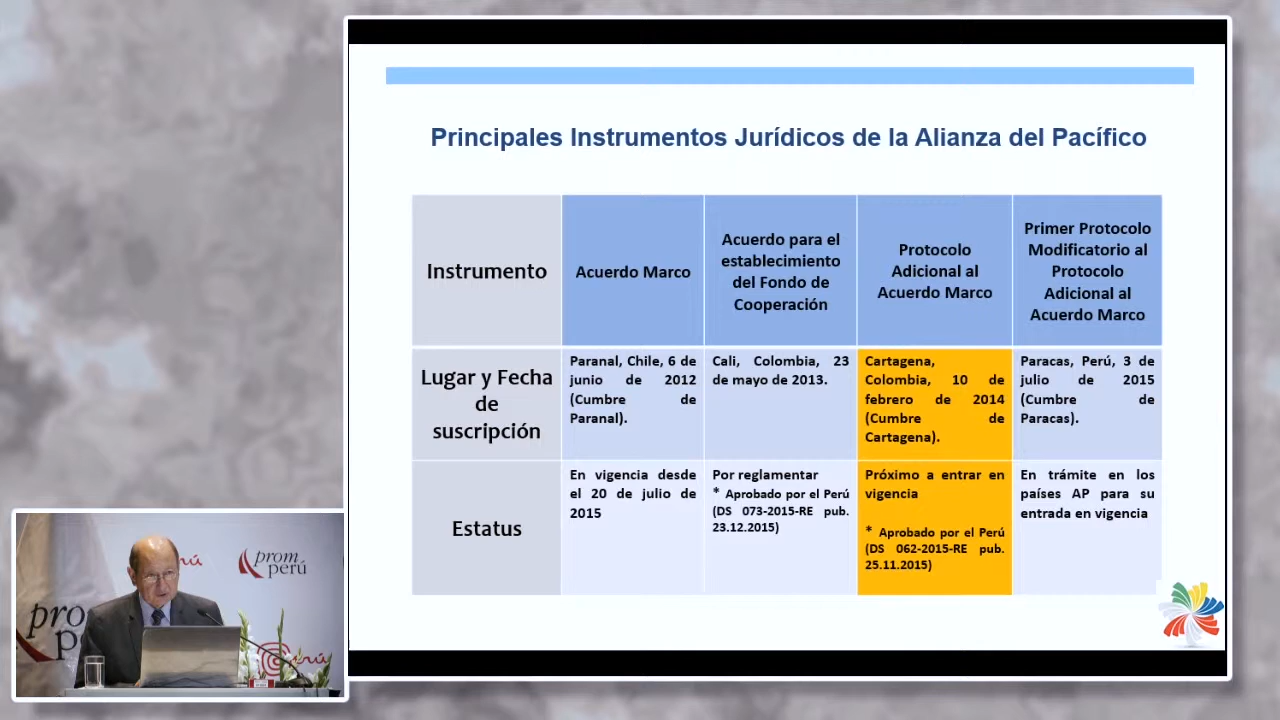 Principales Instrumentos Jurídicos de la Alianza del Pacífico
Instrumento
Acuerdo Marco
Acuerdo para el
establecimiento
del Fondo de
Cooperación
Protocolo
Adicional al
Acuerdo Marco
Primer Protocolo
Modificatorio al
Protocolo
Adicional al
Acuerdo Marco
Lugar y Fecha
de
suscripción
Paranal, Chile, 6 de
junio de 2012
(Cumbre de
Paranal).
Cali, Colombia, 23
de mayo de 2013.
Cartagena,
Colombia, 10 de
febrero de 2014
(Cumbre de
Cartagena).
Paracas, Perú, 3 de
julio de 2015
(Cumbre de
Paracas).
Estatus
En vigencia desde
el 20 de julio de
2015
Por reglamentar
* Aprobado por el Perú
(DS 073-2015-RE pub.
23.12.2015)
Próximo a entrar en
vigencia
* Aprobado por el Perú
(DS 062-2015-RE pub.
25.11.2015)
En trámite en los
países AP para su
entrada en vigencia
prom
perú